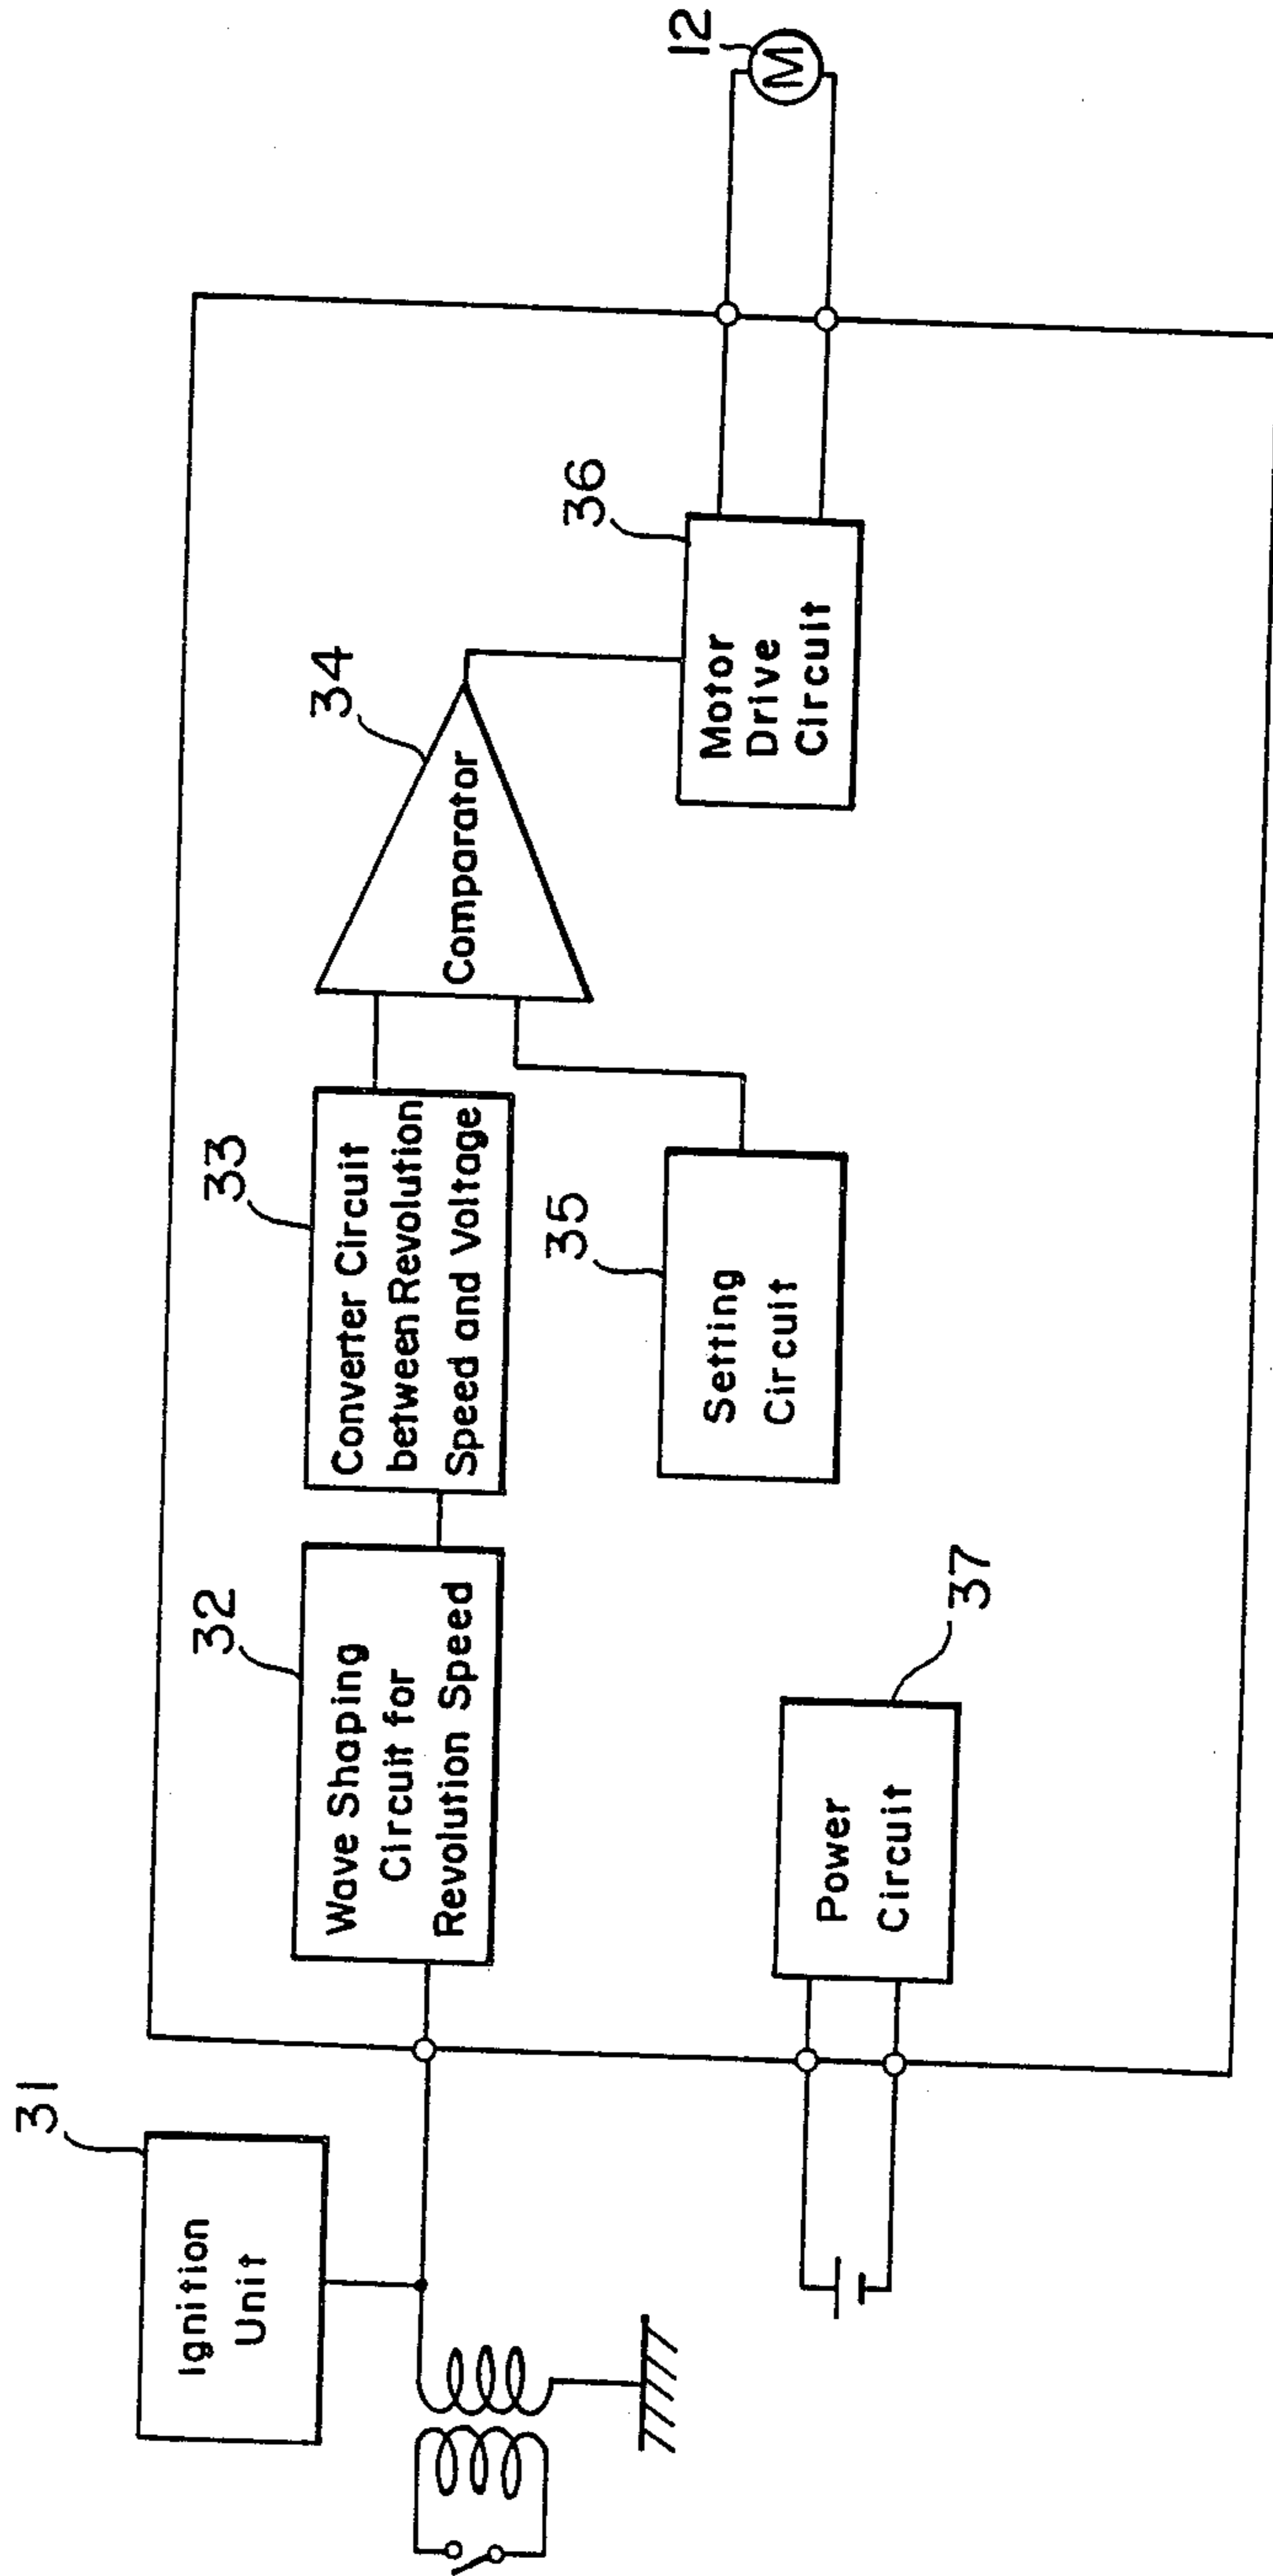 31
Ignition
Unit
32
Wave Shaping
Circuit for
Revolution Speed
33
Converter Circuit
between Revolution
Speed and Voltage
34
Comparator
35
Setting
Circuit
36
Motor
Drive
Circuit
12
M
Power
Circuit
37